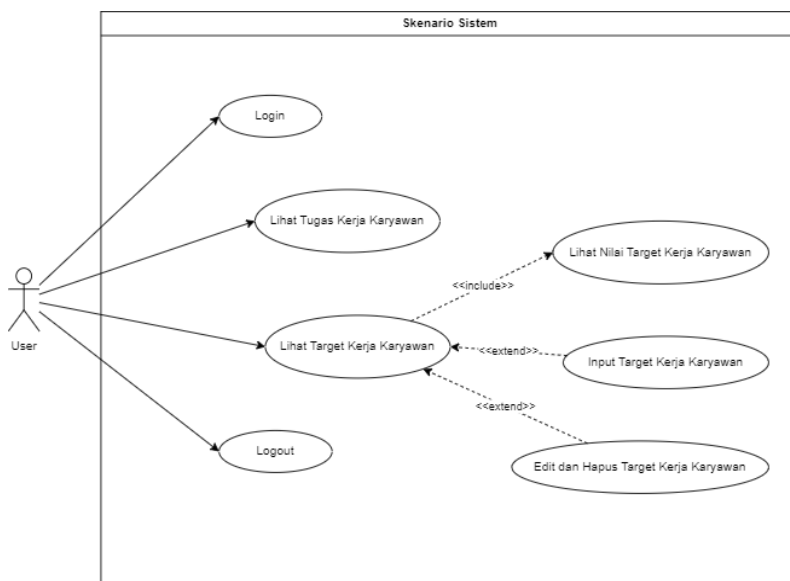 Skenario Sistem
Login
Lihat Tugas Kerja Karyawan
Lihat Nilai Target Kerja Karyawan
<<include>>
User
Lihat Target Kerja Karyawan
<<extend>>
Input Target Kerja Karyawan
<<extend>>
Logout
Edit dan Hapus Target Kerja Karyawan